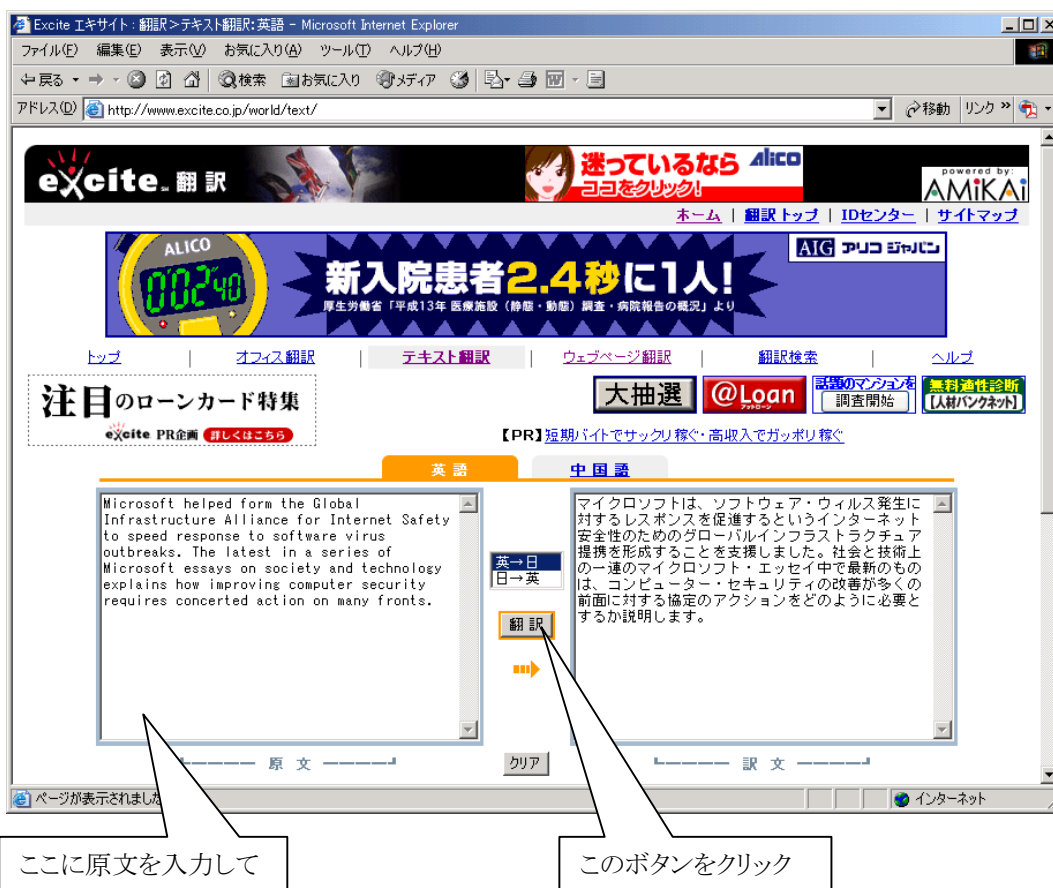 Excite エキサイト : 翻訳＞テキスト翻訳:英語 - Microsoft Internet Explorer
ファイル(F) 編集(E) 表示(V) お気に入り(A) ツール(T) ヘルプ(H)
戻る 検索 お気に入り メディア
アドレス(D) http://www.excite.co.jp/world/text/ 移動 リンク »
excite 翻訳
迷っているなら Alico
ココをクリック!
powered by:
AMiKAi
ホーム | 翻訳トップ | IDセンター | サイトマップ
ALICO
00240
新入院患者2.4秒に1人!
AIG アリコ ジャパン
厚生労働省「平成13年 医療施設（静態・動態）調査・病院報告の概況」より
トップ | オフィス翻訳 | テキスト翻訳 | ウェブページ翻訳 | 翻訳検索 | ヘルプ
注目のローンカード特集
excite PR企画 詳しくはこちら
大抽選
@Loan
話題のマンションを
調査開始
無料適性診断
【人材バンクネット】
【PR】短期バイトでサックリ稼ぐ・高収入でガッポリ稼ぐ
英語 中国語
Microsoft helped form the Global
Infrastructure Alliance for Internet Safety
to speed response to software virus
outbreaks. The latest in a series of
Microsoft essays on society and technology
explains how improving computer security
requires concerted action on many fronts.
英→日
日→英
翻訳
マイクロソフトは、ソフトウェア・ウィルス発生に
対するレスポンスを促進するというインターネット
安全性のためのグローバルインフラストラクチュア
提携を形成することを支援しました。社会と技術上
の一連のマイクロソフト・エッセイ中で最新のもの
は、コンピューター・セキュリティの改善が多くの
前面に対する協定のアクションをどのように必要と
するか説明します。
原文 クリア 訳文
ページが表示されました インターネット
ここに原文を入力して
このボタンをクリック